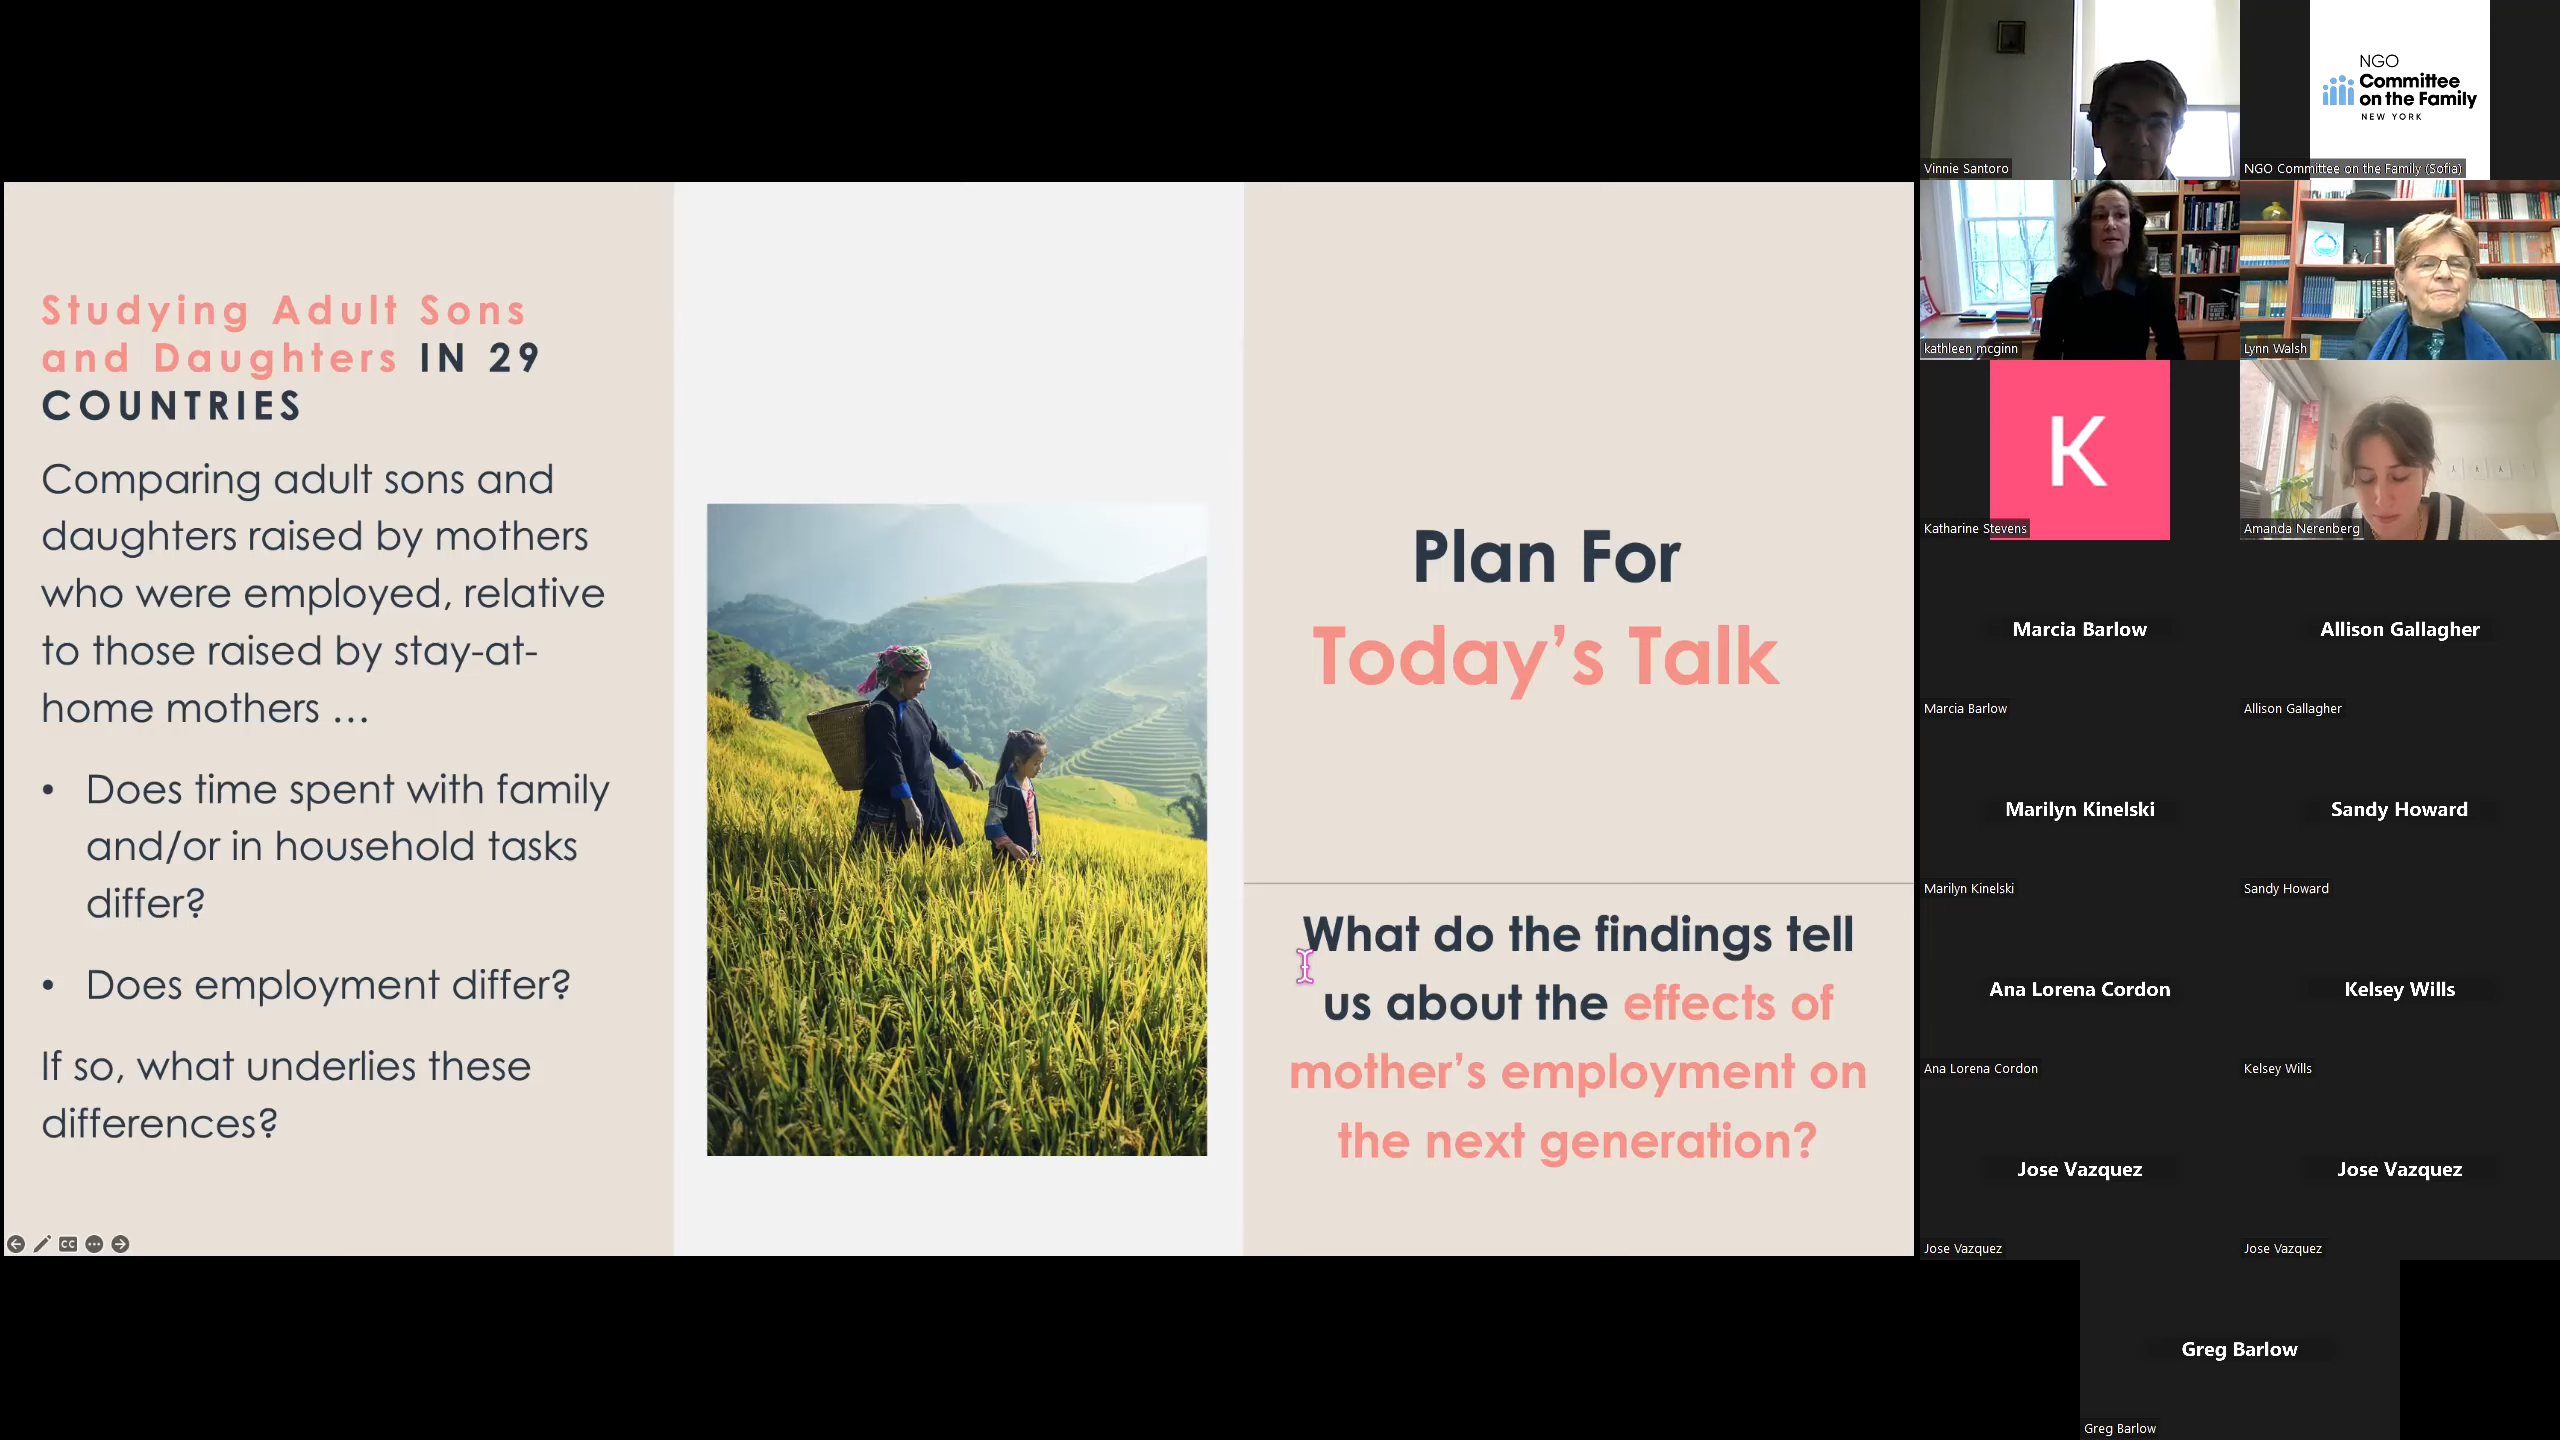 Studying Adult Sons
and Daughters IN 29
COUNTRIES
Comparing adult sons and
daughters raised by mothers
who were employed, relative
to those raised by stay-at-
home mothers …
• Does time spent with family
and/or in household tasks
differ?
• Does employment differ?
If so, what underlies these
differences?
CC
Plan For
Today’s Talk
What do the findings tell
us about the effects of
mother’s employment on
the next generation?
Vinnie Santoro
NGO
Committee
on the Family
NEW YORK
NGO Committee on the Family (Sofia)
kathleen mcginn
Lynn Walsh
K
Katharine Stevens
Amanda Nerenberg
Marcia Barlow
Marcia Barlow
Allison Gallagher
Allison Gallagher
Marilyn Kinelski
Marilyn Kinelski
Sandy Howard
Sandy Howard
Ana Lorena Cordon
Ana Lorena Cordon
Kelsey Wills
Kelsey Wills
Jose Vazquez
Jose Vazquez
Jose Vazquez
Jose Vazquez
Greg Barlow
Greg Barlow